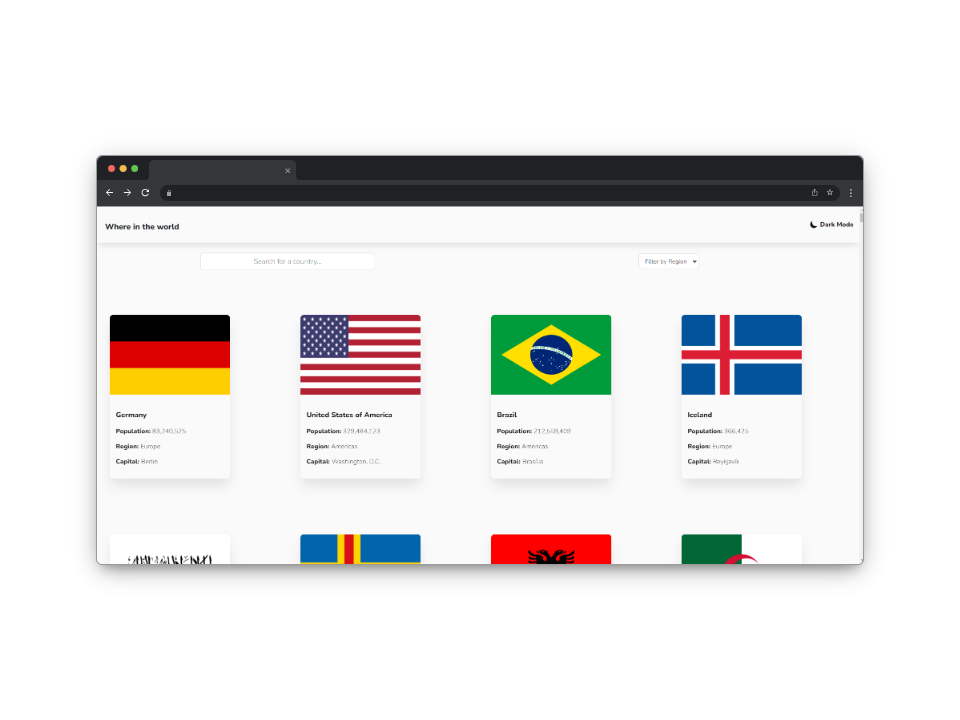 Where in the world
Dark Mode
Search for a country...
Filter by Region
Germany
Population: 83,240,525
Region: Europe
Capital: Berlin
United States of America
Population: 329,484,123
Region: Americas
Capital: Washington, D.C.
Brazil
Population: 212,559,409
Region: Americas
Capital: Brasília
Iceland
Population: 366,425
Region: Europe
Capital: Reykjavik